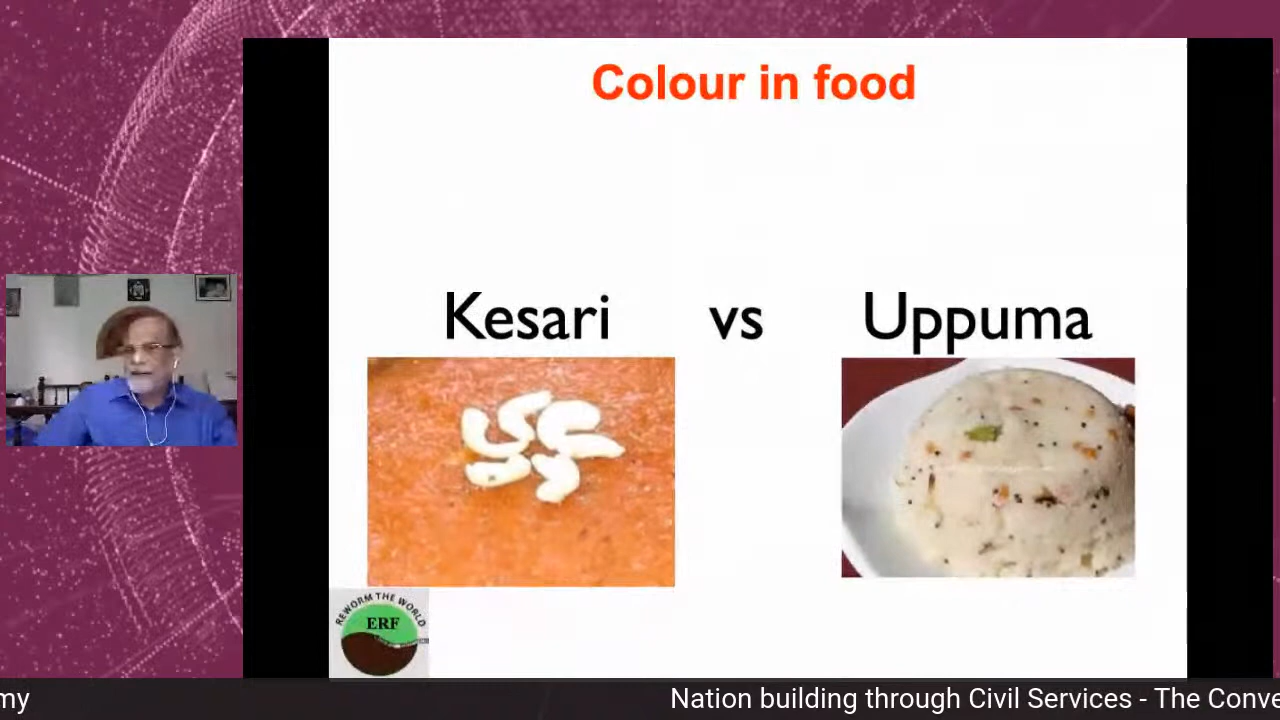 Colour in food
Kesari vs Uppuma
REWORM THE WORLD
ERF
my
Nation building through Civil Services - The Conve